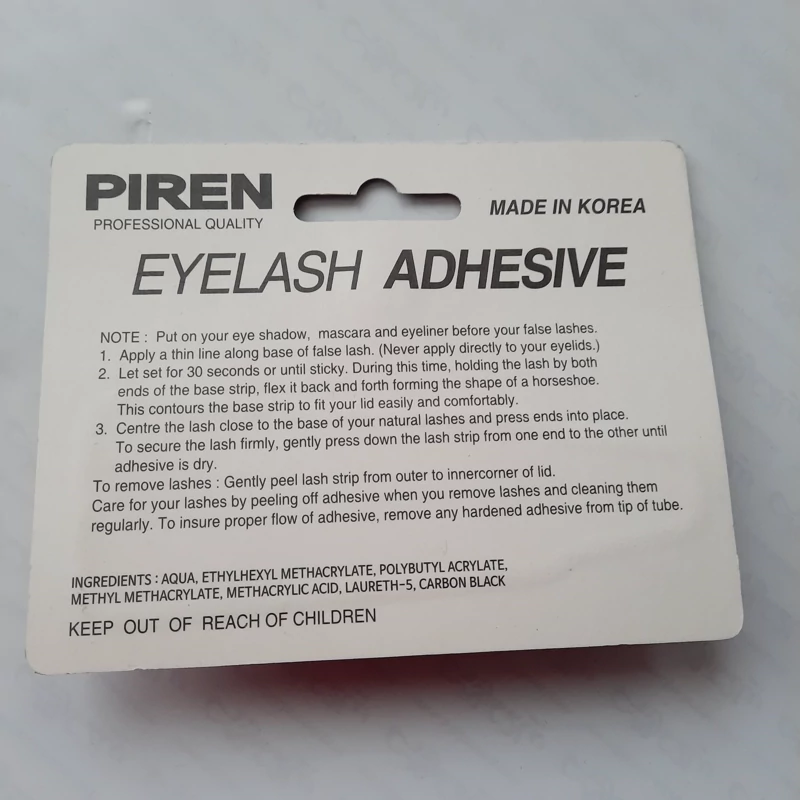 PIREN
PROFESSIONAL QUALITY
MADE IN KOREA
EYELASH ADHESIVE
NOTE : Put on your eye shadow, mascara and eyeliner before your false lashes.
1. Apply a thin line along base of false lash. (Never apply directly to your eyelids.)
2. Let set for 30 seconds or until sticky. During this time, holding the lash by both
ends of the base strip, flex it back and forth forming the shape of a horseshoe.
This contours the base strip to fit your lid easily and comfortably.
3. Centre the lash close to the base of your natural lashes and press ends into place.
To secure the lash firmly, gently press down the lash strip from one end to the other until
adhesive is dry.
To remove lashes : Gently peel lash strip from outer to innercorner of lid.
Care for your lashes by peeling off adhesive when you remove lashes and cleaning them
regularly. To insure proper flow of adhesive, remove any hardened adhesive from tip of tube.
INGREDIENTS : AQUA, ETHYLHEXYL METHACRYLATE, POLYBUTYL ACRYLATE,
METHYL METHACRYLATE, METHACRYLIC ACID, LAURETH-5, CARBON BLACK
KEEP OUT OF REACH OF CHILDREN